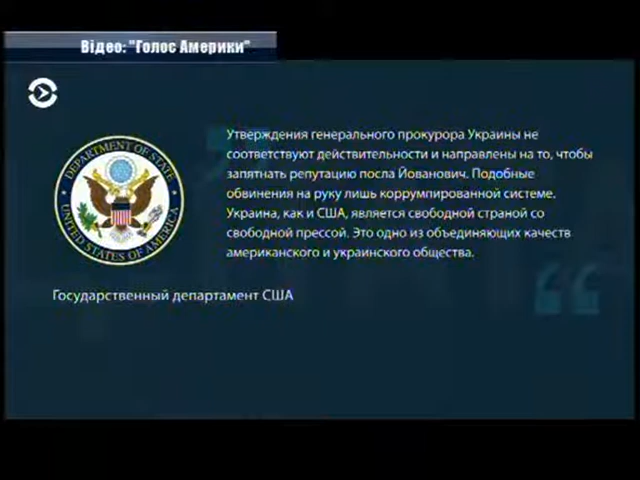 Відео: "Голос Америки"
Утверждения генерального прокурора Украины не
соответствуют действительности и направлены на то, чтобы
запятнать репутацию посла Йованович. Подобные
обвинения на руку лишь коррумпированной системе.
Украина, как и США, является свободной страной со
свободной прессой. Это одно из объединяющих качеств
американского и украинского общества.
DEPARTMENT OF STATE
UNITED STATES OF AMERICA
Государственный департамент США